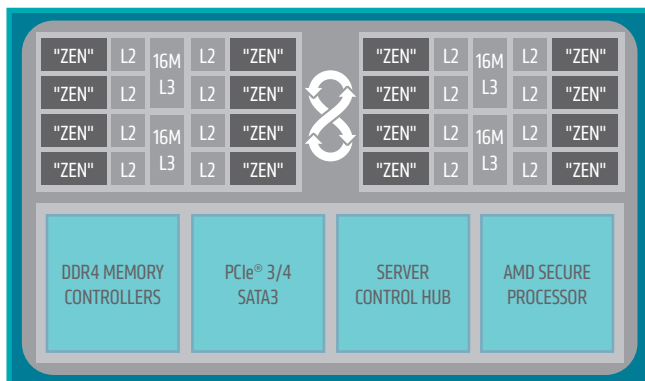 "ZEN" L2 16M L2 "ZEN" "ZEN" L2 16M L2 "ZEN"
"ZEN" L2 L3 L2 "ZEN" "ZEN" L2 L3 L2 "ZEN"
"ZEN" L2 16M L2 "ZEN" "ZEN" L2 16M L2 "ZEN"
"ZEN" L2 L3 L2 "ZEN" "ZEN" L2 L3 L2 "ZEN"
DDR4 MEMORY
CONTROLLERS
PCIe® 3/4
SATA3
SERVER
CONTROL HUB
AMD SECURE
PROCESSOR